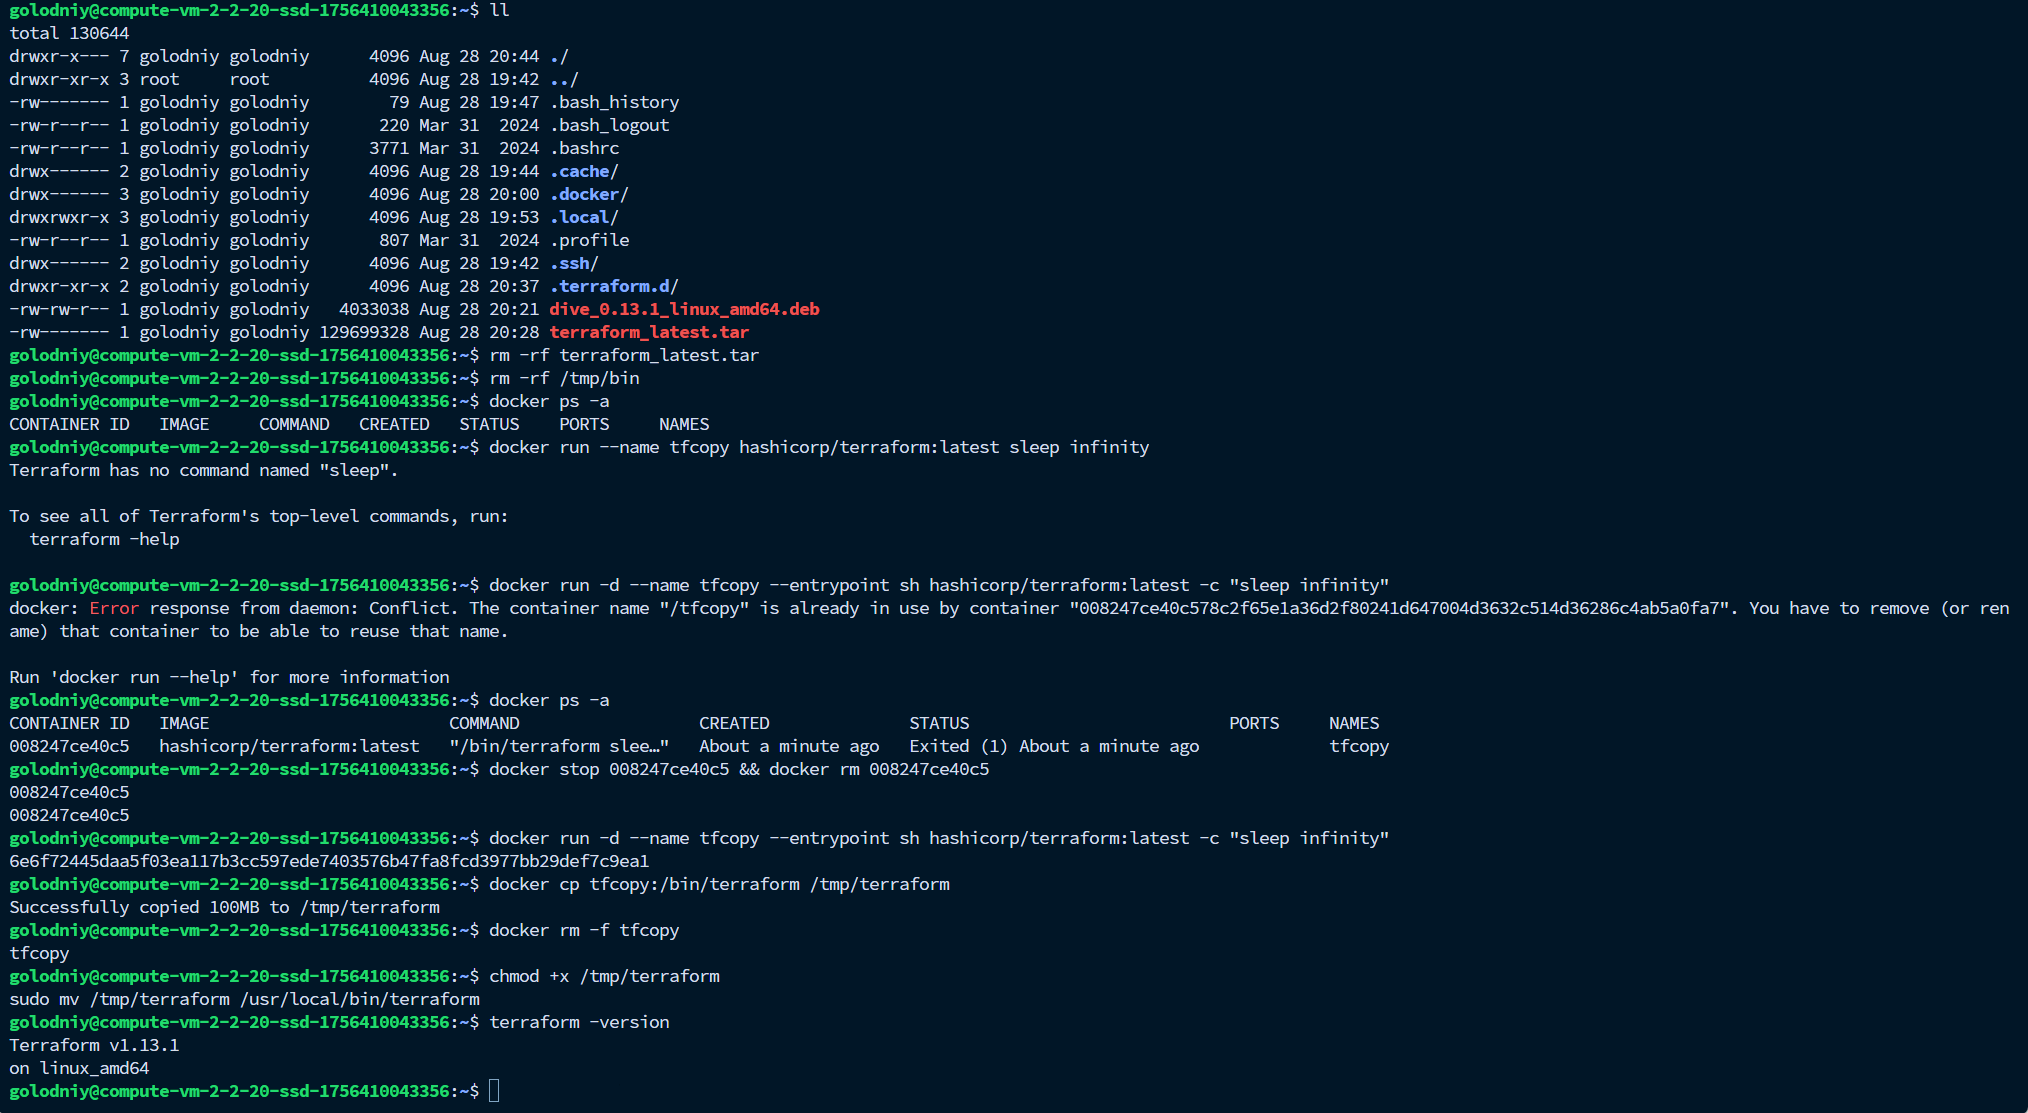 golodniy@compute-vm-2-2-20-ssd-1756410043356:~$ ll
total 130644
drwxr-x--- 7 golodniy golodniy      4096 Aug 28 20:44 ./
drwxr-xr-x 3 root     root          4096 Aug 28 19:42 ../
-rw------- 1 golodniy golodniy        79 Aug 28 19:47 .bash_history
-rw-r--r-- 1 golodniy golodniy       220 Mar 31  2024 .bash_logout
-rw-r--r-- 1 golodniy golodniy      3771 Mar 31  2024 .bashrc
drwx------ 2 golodniy golodniy      4096 Aug 28 19:44 .cache/
drwx------ 3 golodniy golodniy      4096 Aug 28 20:00 .docker/
drwxrwxr-x 3 golodniy golodniy      4096 Aug 28 19:53 .local/
-rw-r--r-- 1 golodniy golodniy       807 Mar 31  2024 .profile
drwx------ 2 golodniy golodniy      4096 Aug 28 19:42 .ssh/
drwxr-xr-x 2 golodniy golodniy      4096 Aug 28 20:37 .terraform.d/
-rw-rw-r-- 1 golodniy golodniy   4033038 Aug 28 20:21 dive_0.13.1_linux_amd64.deb
-rw------- 1 golodniy golodniy 129699328 Aug 28 20:28 terraform_latest.tar
golodniy@compute-vm-2-2-20-ssd-1756410043356:~$ rm -rf terraform_latest.tar
golodniy@compute-vm-2-2-20-ssd-1756410043356:~$ rm -rf /tmp/bin
golodniy@compute-vm-2-2-20-ssd-1756410043356:~$ docker ps -a
CONTAINER ID   IMAGE     COMMAND   CREATED   STATUS    PORTS     NAMES
golodniy@compute-vm-2-2-20-ssd-1756410043356:~$ docker run --name tfcopy hashicorp/terraform:latest sleep infinity
Terraform has no command named "sleep".
To see all of Terraform's top-level commands, run:
  terraform -help
golodniy@compute-vm-2-2-20-ssd-1756410043356:~$ docker run -d --name tfcopy --entrypoint sh hashicorp/terraform:latest -c "sleep infinity"
docker: Error response from daemon: Conflict. The container name "/tfcopy" is already in use by container "008247ce40c578c2f65e1a36d2f80241d647004d3632c514d36286c4ab5a0fa7". You have to remove (or ren
ame) that container to be able to reuse that name.
Run 'docker run --help' for more information
golodniy@compute-vm-2-2-20-ssd-1756410043356:~$ docker ps -a
CONTAINER ID   IMAGE                        COMMAND                  CREATED              STATUS                          PORTS     NAMES
008247ce40c5   hashicorp/terraform:latest   "/bin/terraform slee…"   About a minute ago   Exited (1) About a minute ago             tfcopy
golodniy@compute-vm-2-2-20-ssd-1756410043356:~$ docker stop 008247ce40c5 && docker rm 008247ce40c5
008247ce40c5
008247ce40c5
golodniy@compute-vm-2-2-20-ssd-1756410043356:~$ docker run -d --name tfcopy --entrypoint sh hashicorp/terraform:latest -c "sleep infinity"
6e6f72445daa5f03ea117b3cc597ede7403576b47fa8fcd3977bb29def7c9ea1
golodniy@compute-vm-2-2-20-ssd-1756410043356:~$ docker cp tfcopy:/bin/terraform /tmp/terraform
Successfully copied 100MB to /tmp/terraform
golodniy@compute-vm-2-2-20-ssd-1756410043356:~$ docker rm -f tfcopy
tfcopy
golodniy@compute-vm-2-2-20-ssd-1756410043356:~$ chmod +x /tmp/terraform
sudo mv /tmp/terraform /usr/local/bin/terraform
golodniy@compute-vm-2-2-20-ssd-1756410043356:~$ terraform -version
Terraform v1.13.1
on linux_amd64
golodniy@compute-vm-2-2-20-ssd-1756410043356:~$